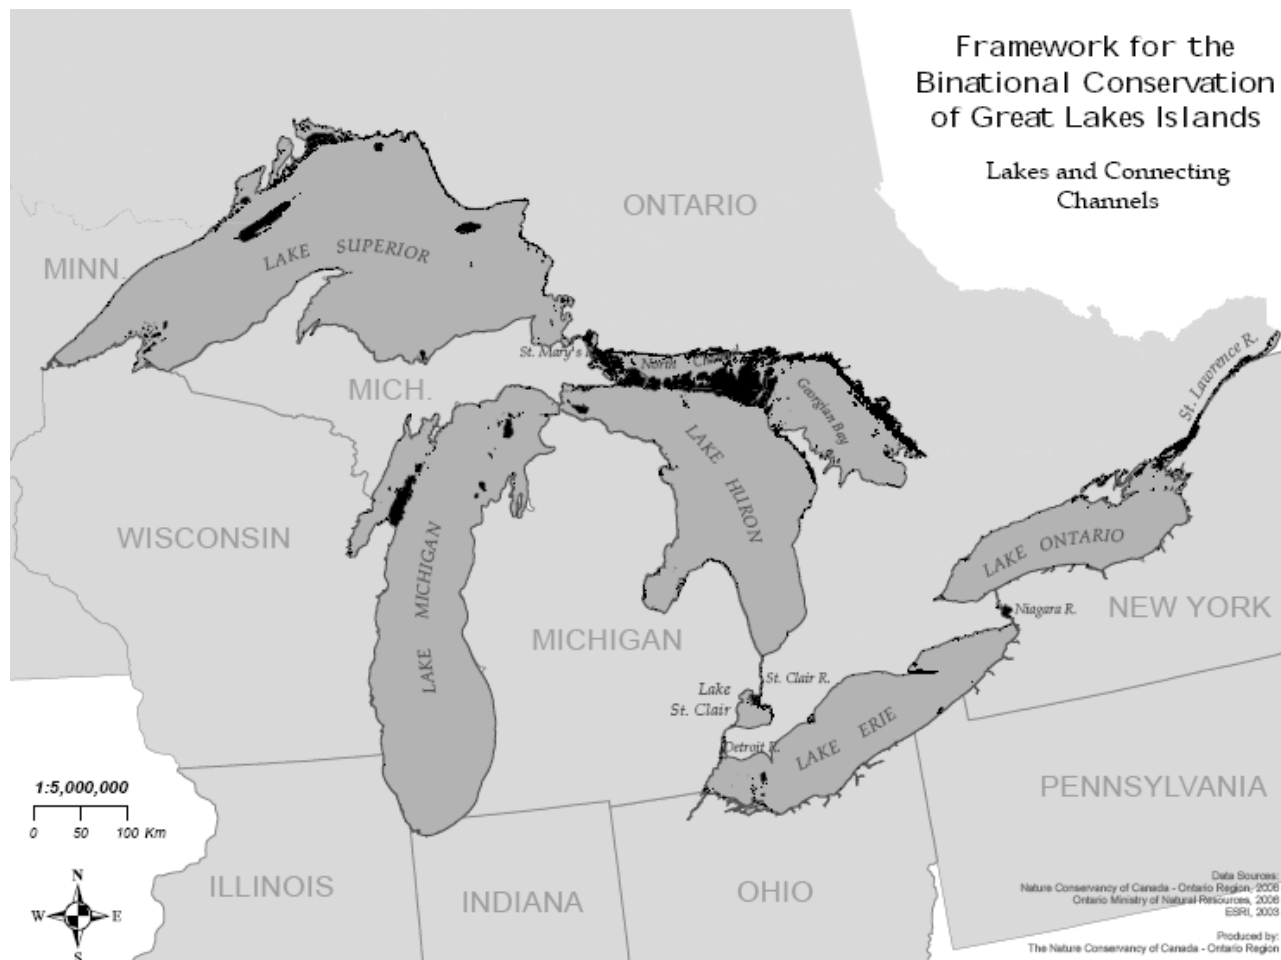 Framework for the
Binational Conservation
of Great Lakes Islands
Lakes and Connecting
Channels
ONTARIO
MINN.
LAKE SUPERIOR
St. Mary's
North
MICH.
Georgian Bay
St. Lawrence R.
LAKE HURON
WISCONSIN
LAKE MICHIGAN
LAKE ONTARIO
Niagara R.
NEW YORK
MICHIGAN
St. Clair R.
Lake
St. Clair
Detroit R.
LAKE ERIE
PENNSYLVANIA
1:5,000,000
0 50 100 Km
ILLINOIS
INDIANA
OHIO
N
W E
S
Data Sources:
Nature Conservancy of Canada - Ontario Region, 2006
Ontario Ministry of Natural Resources, 2006
ESRI, 2003
Produced by:
The Nature Conservancy of Canada - Ontario Region